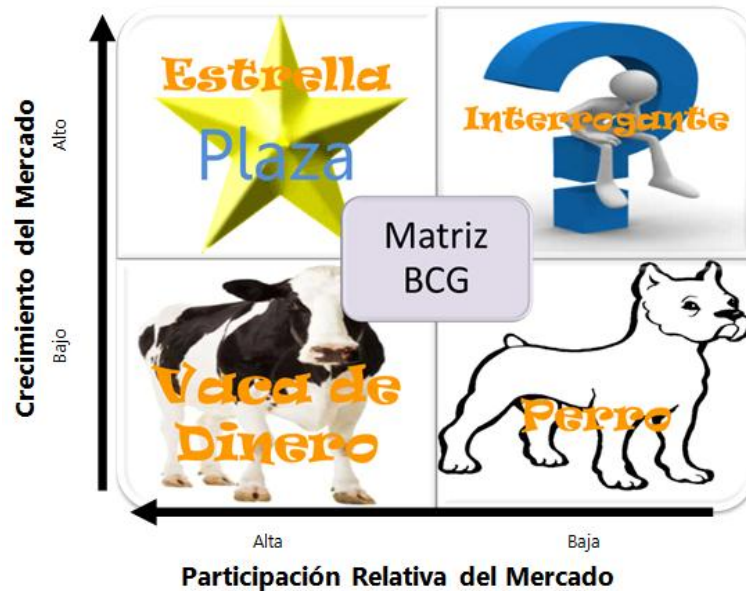 Crecimiento del Mercado
Alto
Bajo
Estrella
Plaza
Interrogante
Matriz
BCG
Vaca de
Dinero
Perro
Alta
Baja
Participación Relativa del Mercado